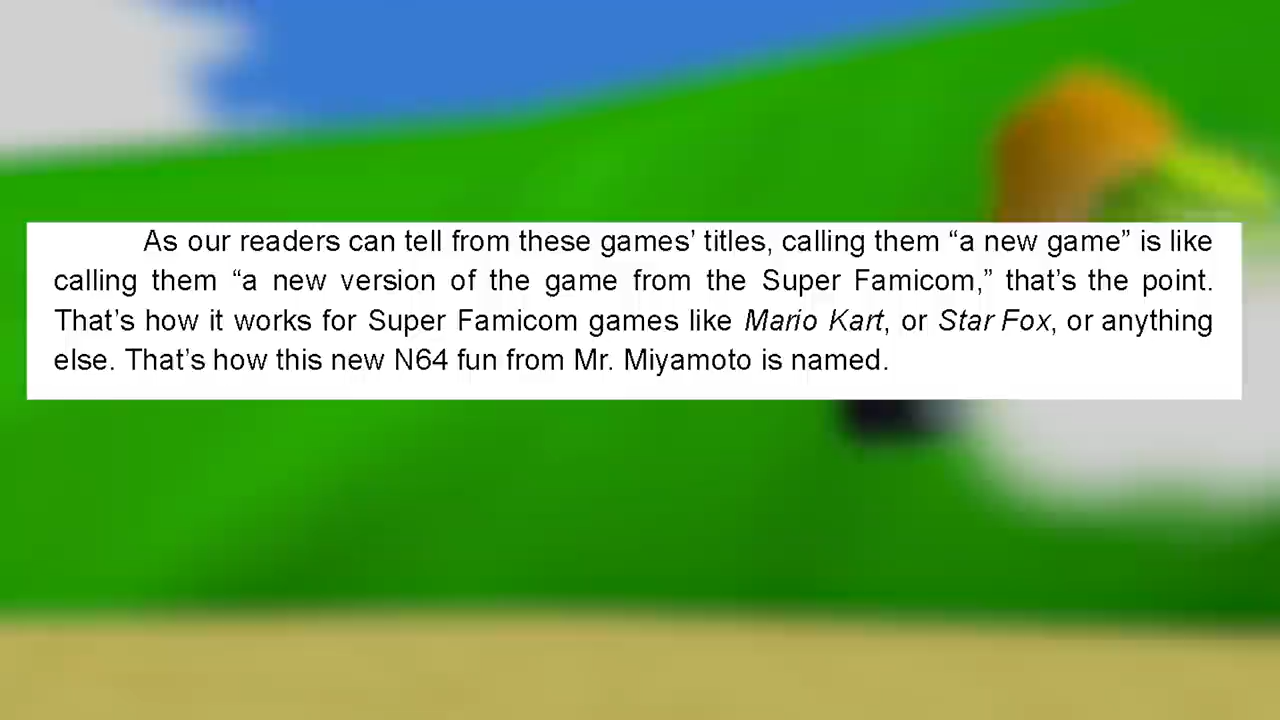 As our readers can tell from these games’ titles, calling them “a new game” is like
calling them “a new version of the game from the Super Famicom,” that’s the point.
That’s how it works for Super Famicom games like Mario Kart, or Star Fox, or anything
else. That’s how this new N64 fun from Mr. Miyamoto is named.